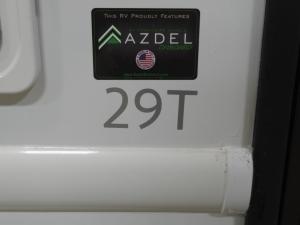 THIS RV PROUDLY FEATURES
AZDEL
29T